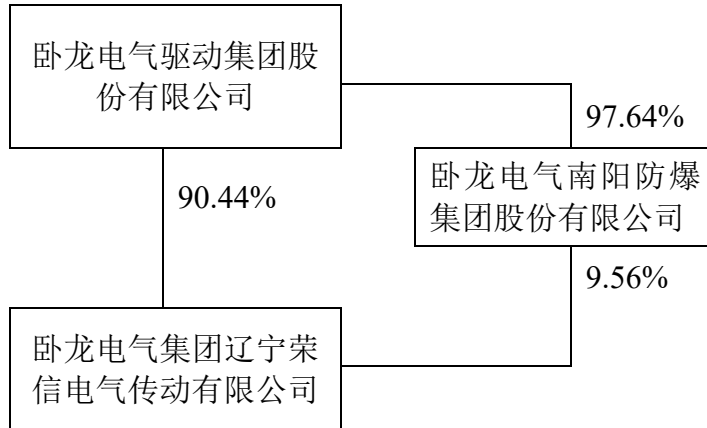 卧龙电气驱动集团股
份有限公司
97.64%
90.44%
卧龙电气南阳防爆
集团股份有限公司
9.56%
卧龙电气集团辽宁荣
信电气传动有限公司